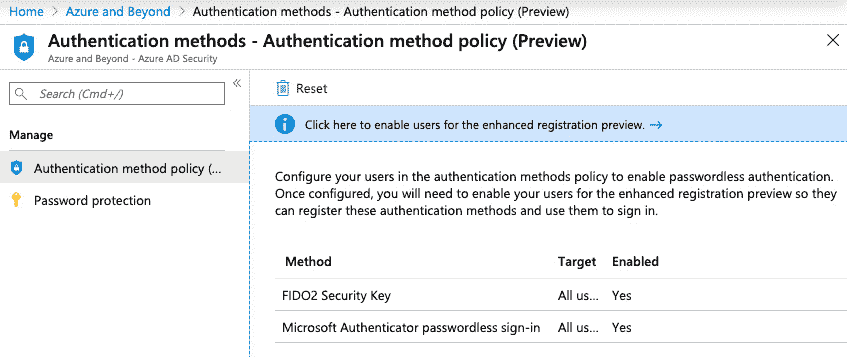 Home > Azure and Beyond > Authentication methods - Authentication method policy (Preview)
Authentication methods - Authentication method policy (Preview)
Azure and Beyond - Azure AD Security
Search (Cmd+/)
Manage
Authentication method policy (...
Password protection
Reset
Click here to enable users for the enhanced registration preview. →
Configure your users in the authentication methods policy to enable passwordless authentication.
Once configured, you will need to enable your users for the enhanced registration preview so they
can register these authentication methods and use them to sign in.
Method Target Enabled
FIDO2 Security Key All us... Yes
Microsoft Authenticator passwordless sign-in All us... Yes